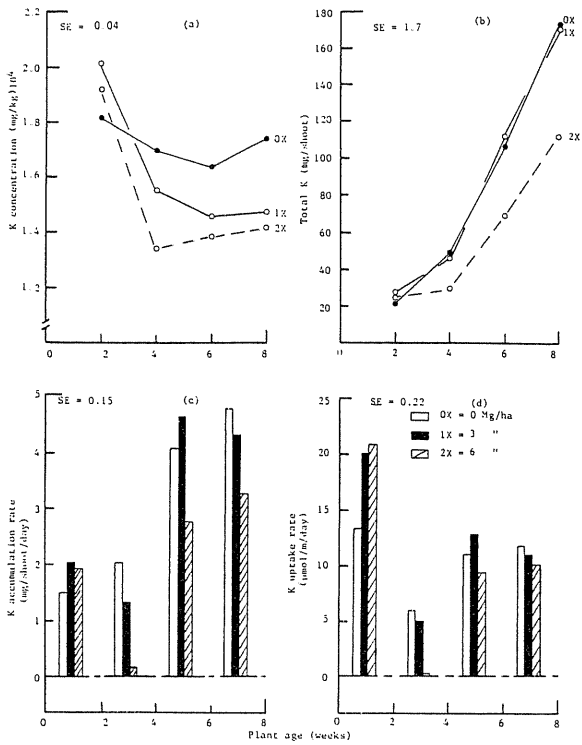 SE = 0.04
(a)
K concentration (mg/kg)10⁴
2.2
2.0
1.8
1.6
1.4
1.2
0X
1X
2X
0 2 4 6 8
SE = 1.7
(b)
Total K (mg/shoot)
180
160
140
120
100
80
60
40
20
0X
1X
2X
2 4 6 8
SE = 0.15
(c)
K accumulation rate
(mg/shoot/day)
5
4
3
2
1
0
0 2 4 6 8
SE = 0.22
(d)
0X = 0 Mg/ha
1X = 3 "
2X = 6 "
K uptake rate
(μmol/m/day)
25
20
15
10
5
0
0 2 4 6 8
Plant age (weeks)